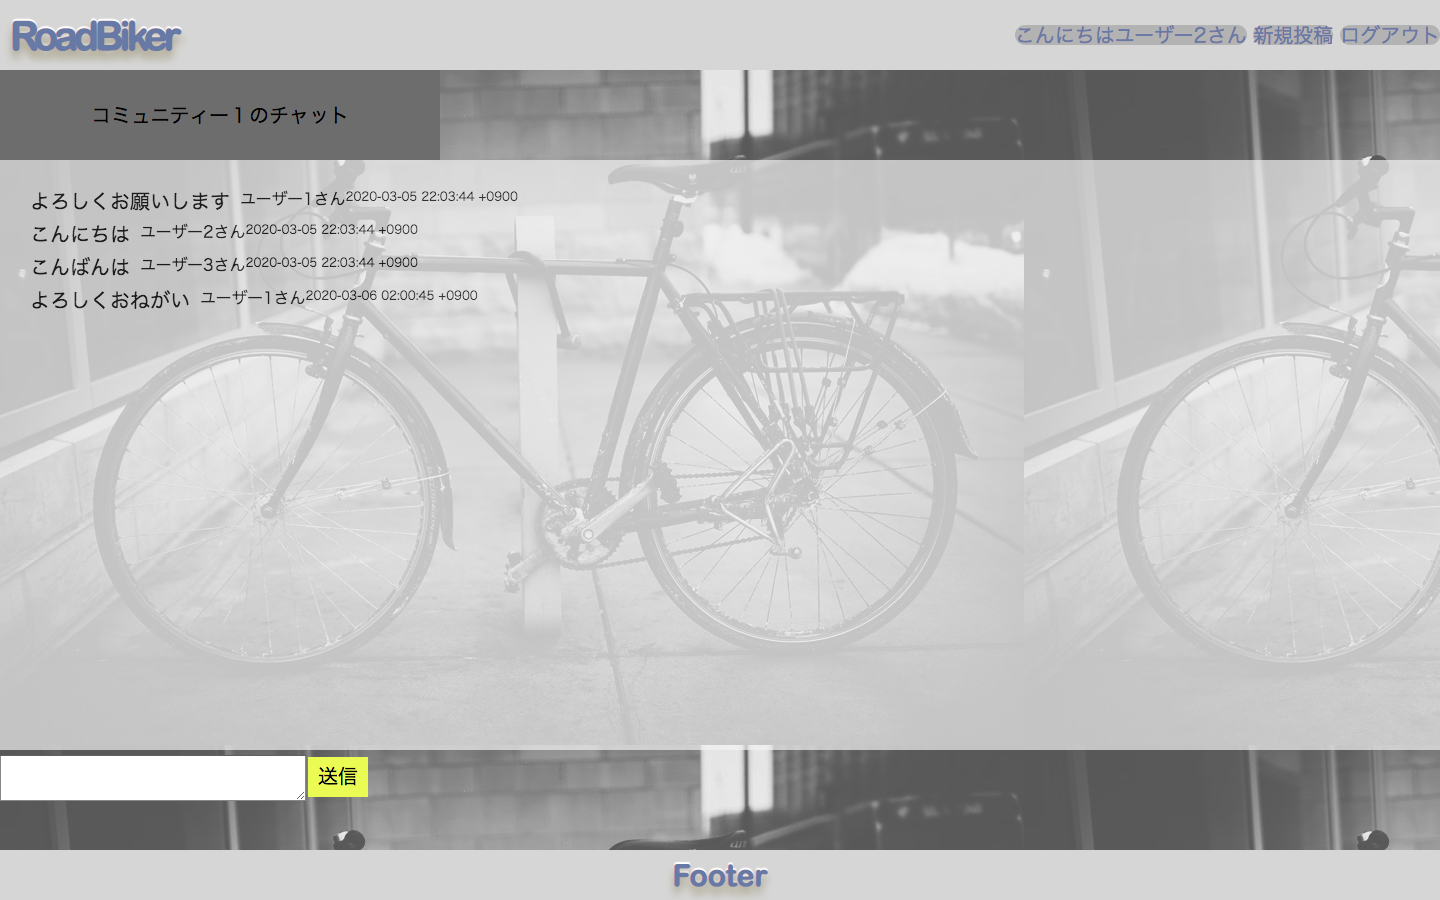 RoadBiker
こんにちはユーザー2さん 新規投稿 ログアウト
コミュニティー１のチャット
よろしくお願いします ユーザー1さん2020-03-05 22:03:44 +0900
こんにちは ユーザー2さん2020-03-05 22:03:44 +0900
こんばんは ユーザー3さん2020-03-05 22:03:44 +0900
よろしくおねがい ユーザー1さん2020-03-06 02:00:45 +0900
送信
Footer